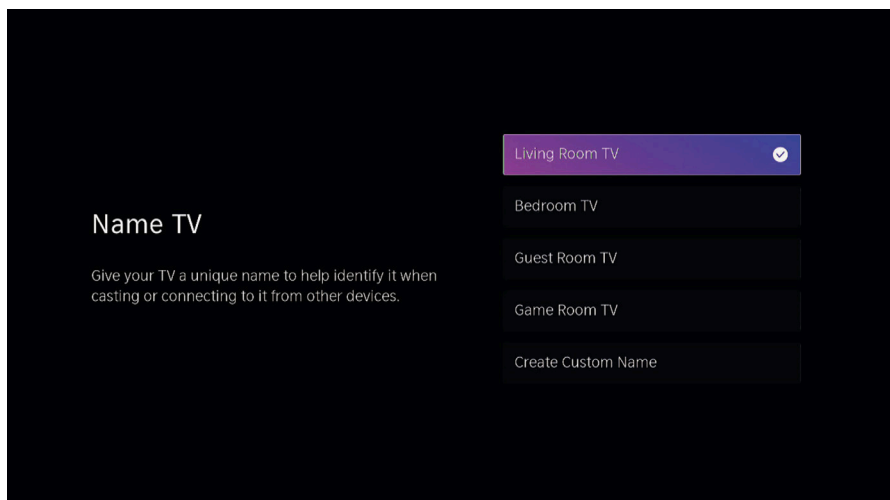 Name TV
Give your TV a unique name to help identify it when
casting or connecting to it from other devices.
Living Room TV
Bedroom TV
Guest Room TV
Game Room TV
Create Custom Name